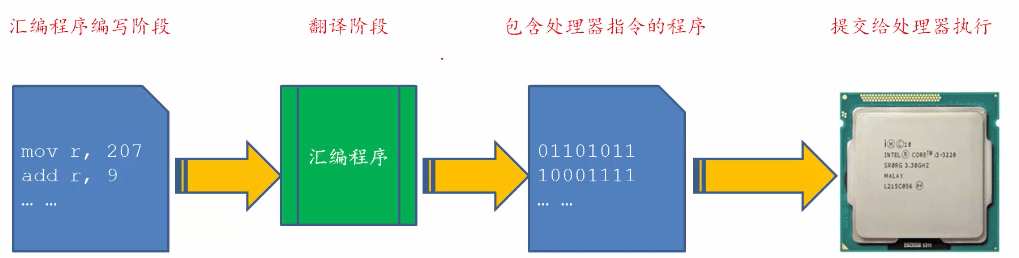 汇编程序编写阶段
翻译阶段
包含处理器指令的程序
提交给处理器执行
mov r, 207
add r, 9
… …
汇编程序
01101011
10001111
… …
i Ⓜ Ⓒ 10
INTEL® CORE™ i3-3220
SR0RG 3.30GHZ
MALAY
L215C056